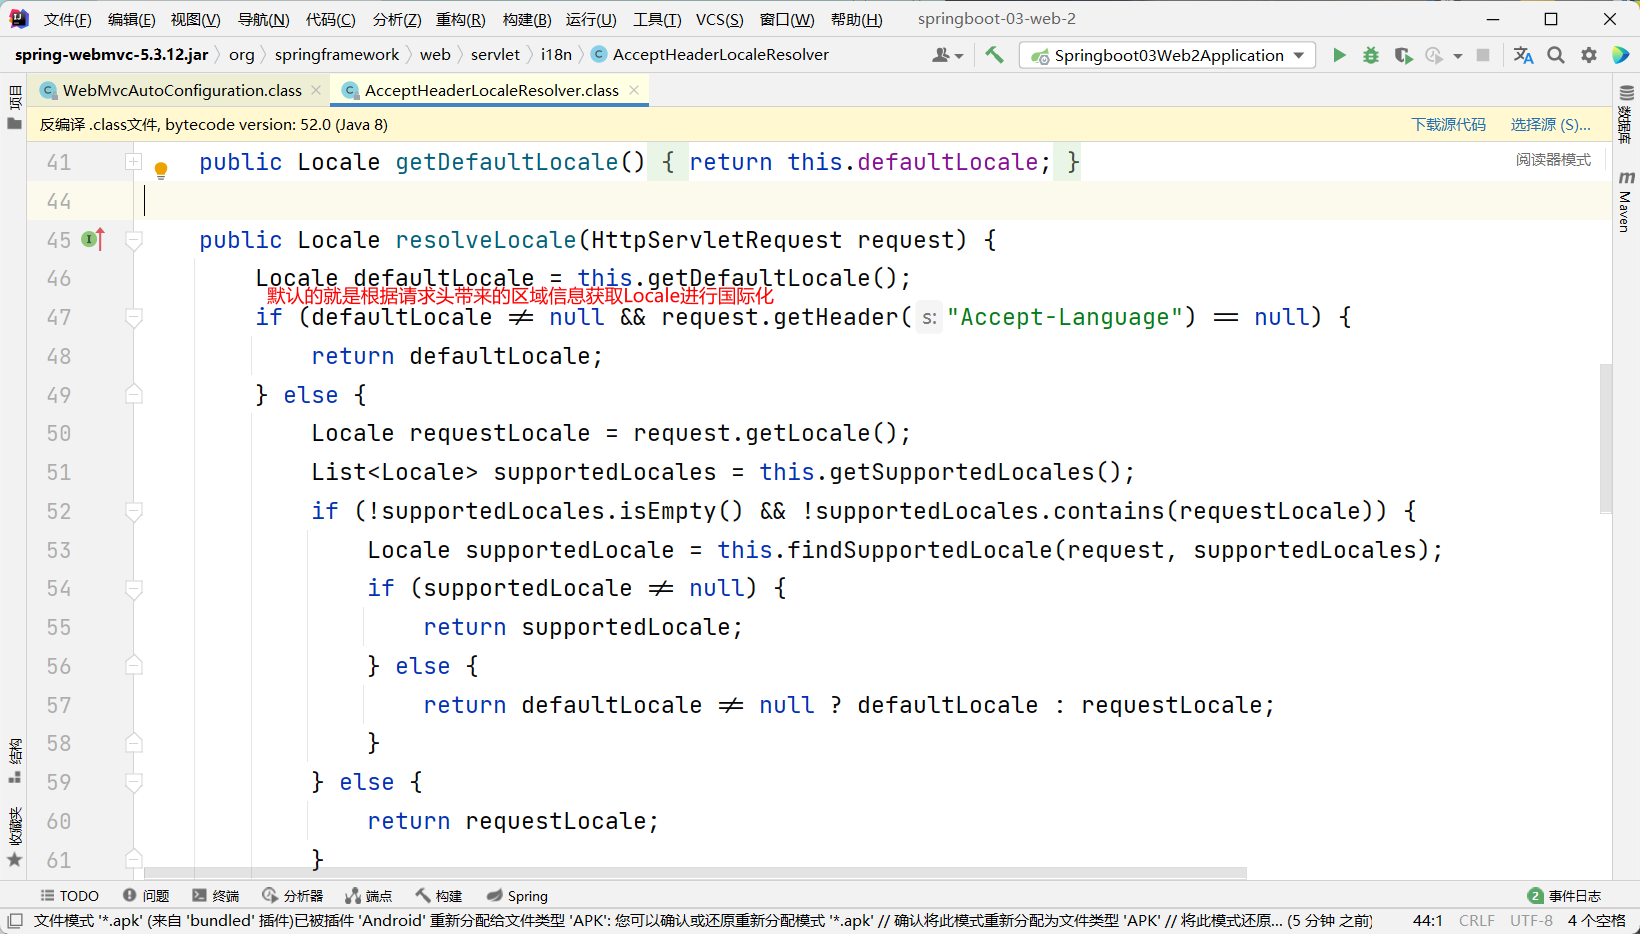 文件(F) 编辑(E) 视图(V) 导航(N) 代码(C) 分析(Z) 重构(R) 构建(B) 运行(U) 工具(T) VCS(S) 窗口(W) 帮助(H) springboot-03-web-2
spring-webmvc-5.3.12.jar org springframework web servlet i18n AcceptHeaderLocaleResolver Springboot03Web2Application
WebMvcAutoConfiguration.class AcceptHeaderLocaleResolver.class
反编译 .class文件, bytecode version: 52.0 (Java 8) 下载源代码 选择源 (S)...
阅读器模式
41 public Locale getDefaultLocale() { return this.defaultLocale; }
44
45 public Locale resolveLocale(HttpServletRequest request) {
46 Locale defaultLocale = this.getDefaultLocale();
默认的就是根据请求头带来的区域信息获取Locale进行国际化
47 if (defaultLocale ≠ null && request.getHeader( s: "Accept-Language") == null) {
48 return defaultLocale;
49 } else {
50 Locale requestLocale = request.getLocale();
51 List<Locale> supportedLocales = this.getSupportedLocales();
52 if (!supportedLocales.isEmpty() && !supportedLocales.contains(requestLocale)) {
53 Locale supportedLocale = this.findSupportedLocale(request, supportedLocales);
54 if (supportedLocale ≠ null) {
55 return supportedLocale;
56 } else {
57 return defaultLocale ≠ null ? defaultLocale : requestLocale;
58 }
59 } else {
60 return requestLocale;
61 }
项目
结构
收藏夹
数据库
Maven
TODO 问题 终端 分析器 端点 构建 Spring 2 事件日志
文件模式 '*.apk' (来自 'bundled' 插件)已被插件 'Android' 重新分配给文件类型 'APK': 您可以确认或还原重新分配模式 '*.apk' // 确认将此模式重新分配为文件类型 'APK' // 将此模式还原... (5 分钟 之前) 44:1 CRLF UTF-8 4 个空格